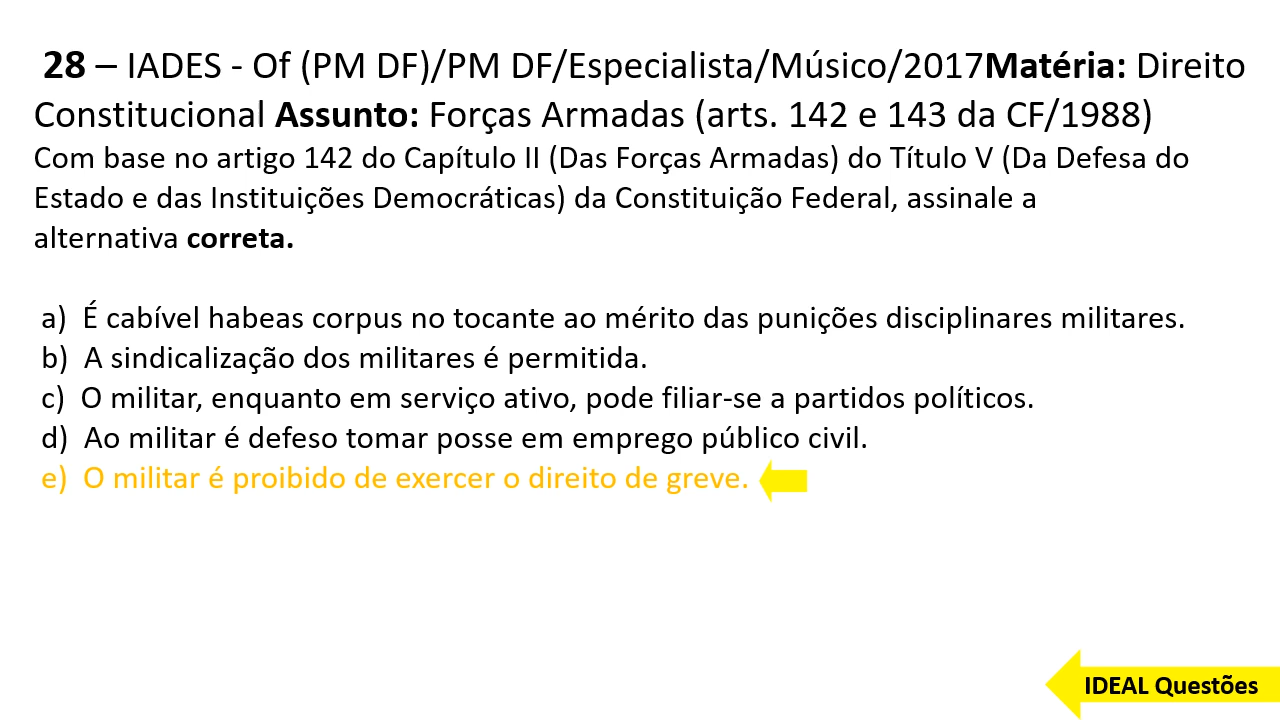 28 – IADES - Of (PM DF)/PM DF/Especialista/Músico/2017Matéria: Direito
Constitucional Assunto: Forças Armadas (arts. 142 e 143 da CF/1988)
Com base no artigo 142 do Capítulo II (Das Forças Armadas) do Título V (Da Defesa do
Estado e das Instituições Democráticas) da Constituição Federal, assinale a
alternativa correta.
a) É cabível habeas corpus no tocante ao mérito das punições disciplinares militares.
b) A sindicalização dos militares é permitida.
c) O militar, enquanto em serviço ativo, pode filiar-se a partidos políticos.
d) Ao militar é defeso tomar posse em emprego público civil.
e) O militar é proibido de exercer o direito de greve.
IDEAL Questões